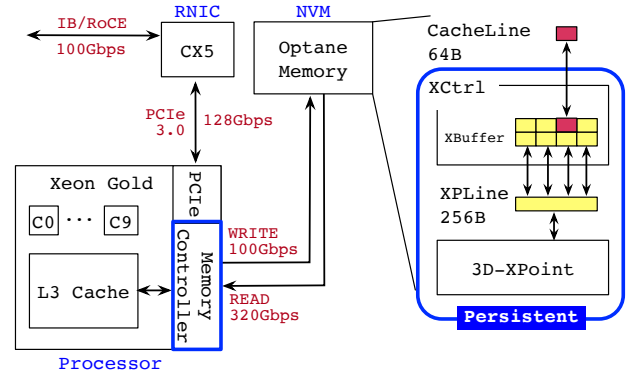 RNIC
NVM
IB/RoCE
100Gbps
CX5
Optane
Memory
CacheLine
64B
PCIe
3.0
128Gbps
XCtrl
XBuffer
XPLine
256B
3D-XPoint
Persistent
Xeon Gold
PCIe
C0 ··· C9
L3 Cache
Memory
Controller
WRITE
100Gbps
READ
320Gbps
Processor